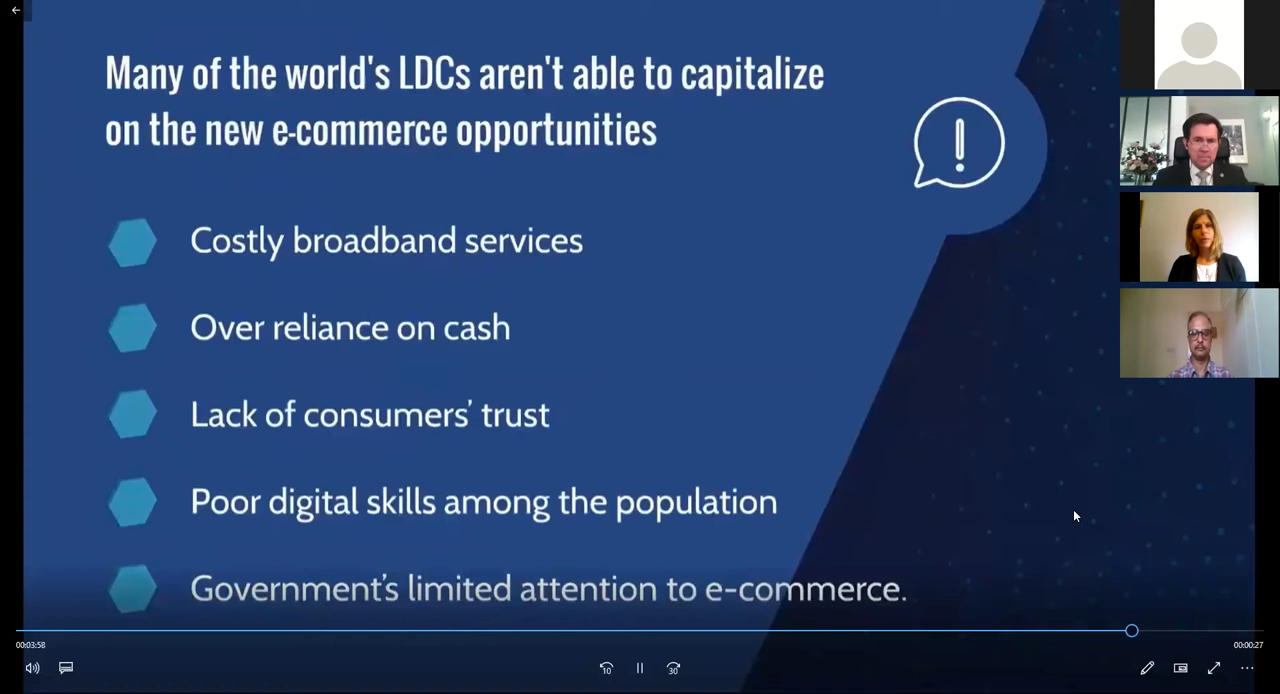 Many of the world's LDCs aren't able to capitalize
on the new e-commerce opportunities
Costly broadband services
Over reliance on cash
Lack of consumers’ trust
Poor digital skills among the population
Government’s limited attention to e-commerce.
00:03:58
00:00:27
10
30